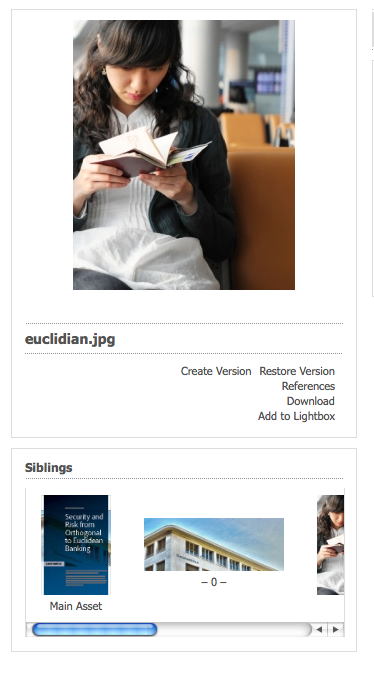 euclidian.jpg
Create Version Restore Version
References
Download
Add to Lightbox
Siblings
Security and
Risk from
Orthogonal
to Euclidean
Banking
Main Asset
– 0 –